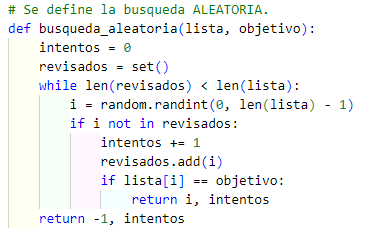 # Se define la busqueda ALEATORIA.
def busqueda_aleatoria(lista, objetivo):
    intentos = 0
    revisados = set()
    while len(revisados) < len(lista):
        i = random.randint(0, len(lista) - 1)
        if i not in revisados:
            intentos += 1
            revisados.add(i)
            if lista[i] == objetivo:
                return i, intentos
    return -1, intentos